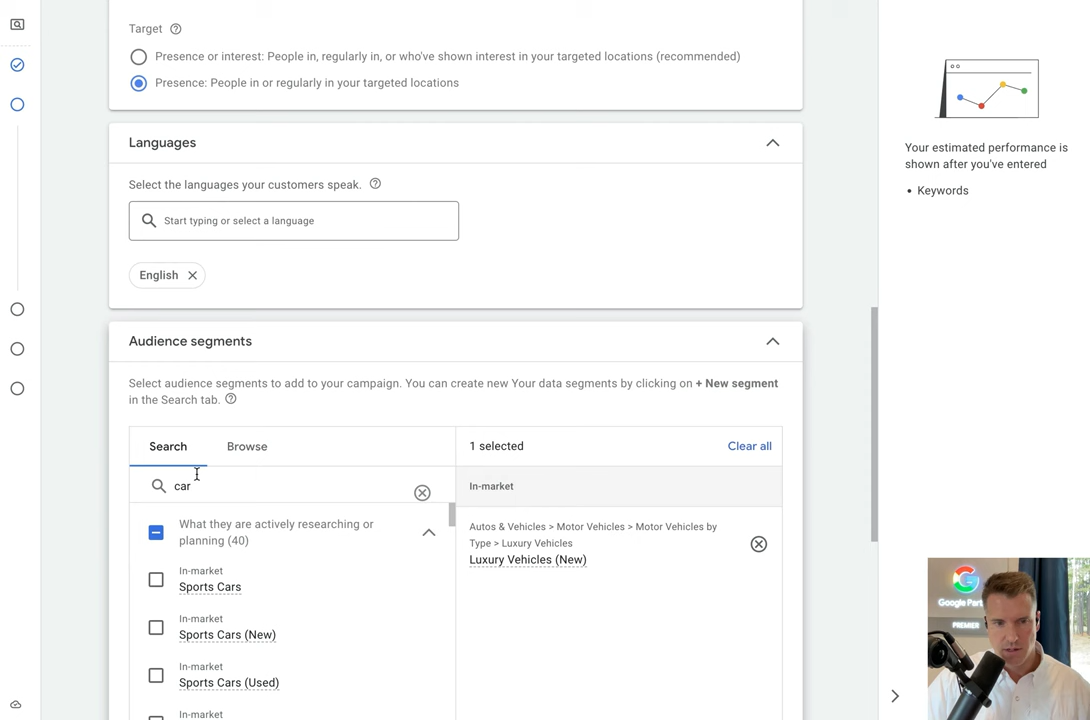 Target
Presence or interest: People in, regularly in, or who've shown interest in your targeted locations (recommended)
Presence: People in or regularly in your targeted locations
Languages
Select the languages your customers speak.
Start typing or select a language
English
Audience segments
Select audience segments to add to your campaign. You can create new Your data segments by clicking on + New segment
in the Search tab.
Search
Browse
car
What they are actively researching or
planning (40)
In-market
Sports Cars
In-market
Sports Cars (New)
In-market
Sports Cars (Used)
In-market
1 selected
Clear all
In-market
Autos & Vehicles > Motor Vehicles > Motor Vehicles by
Type > Luxury Vehicles
Luxury Vehicles (New)
Your estimated performance is
shown after you've entered
• Keywords
Google
PREMIER